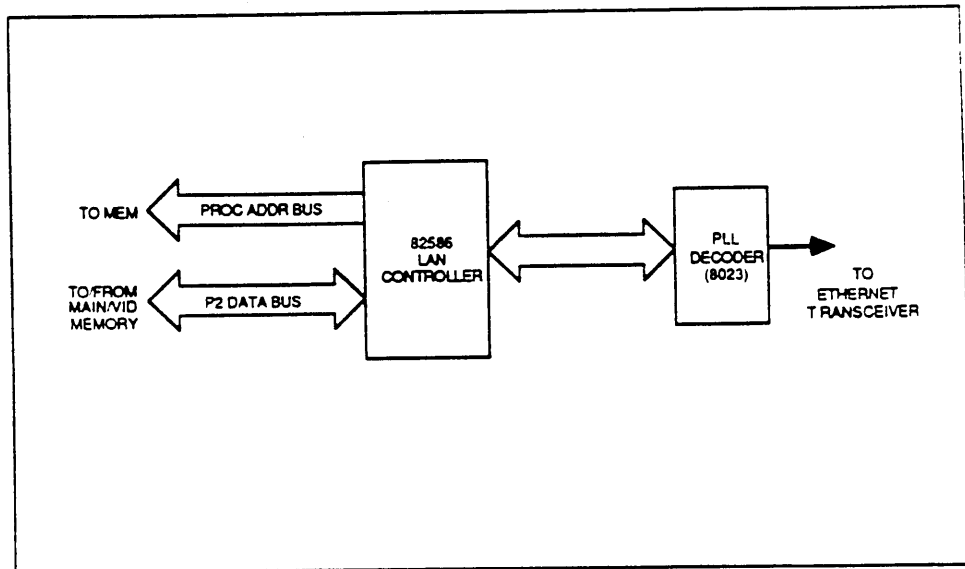 TO MEM
PROC ADDR BUS
TO/FROM
MAIN/VID
MEMORY
P2 DATA BUS
82586
LAN
CONTROLLER
PLL
DECODER
(8023)
TO
ETHERNET
TRANSCEIVER